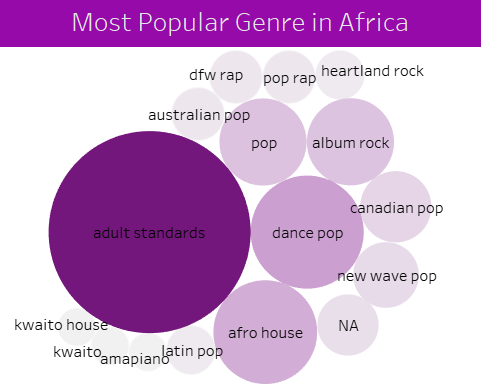 Most Popular Genre in Africa
dfw rap
pop rap
heartland rock
australian pop
pop
album rock
canadian pop
adult standards
dance pop
new wave pop
kwaito house
afro house
NA
kwaito
amapiano
latin pop